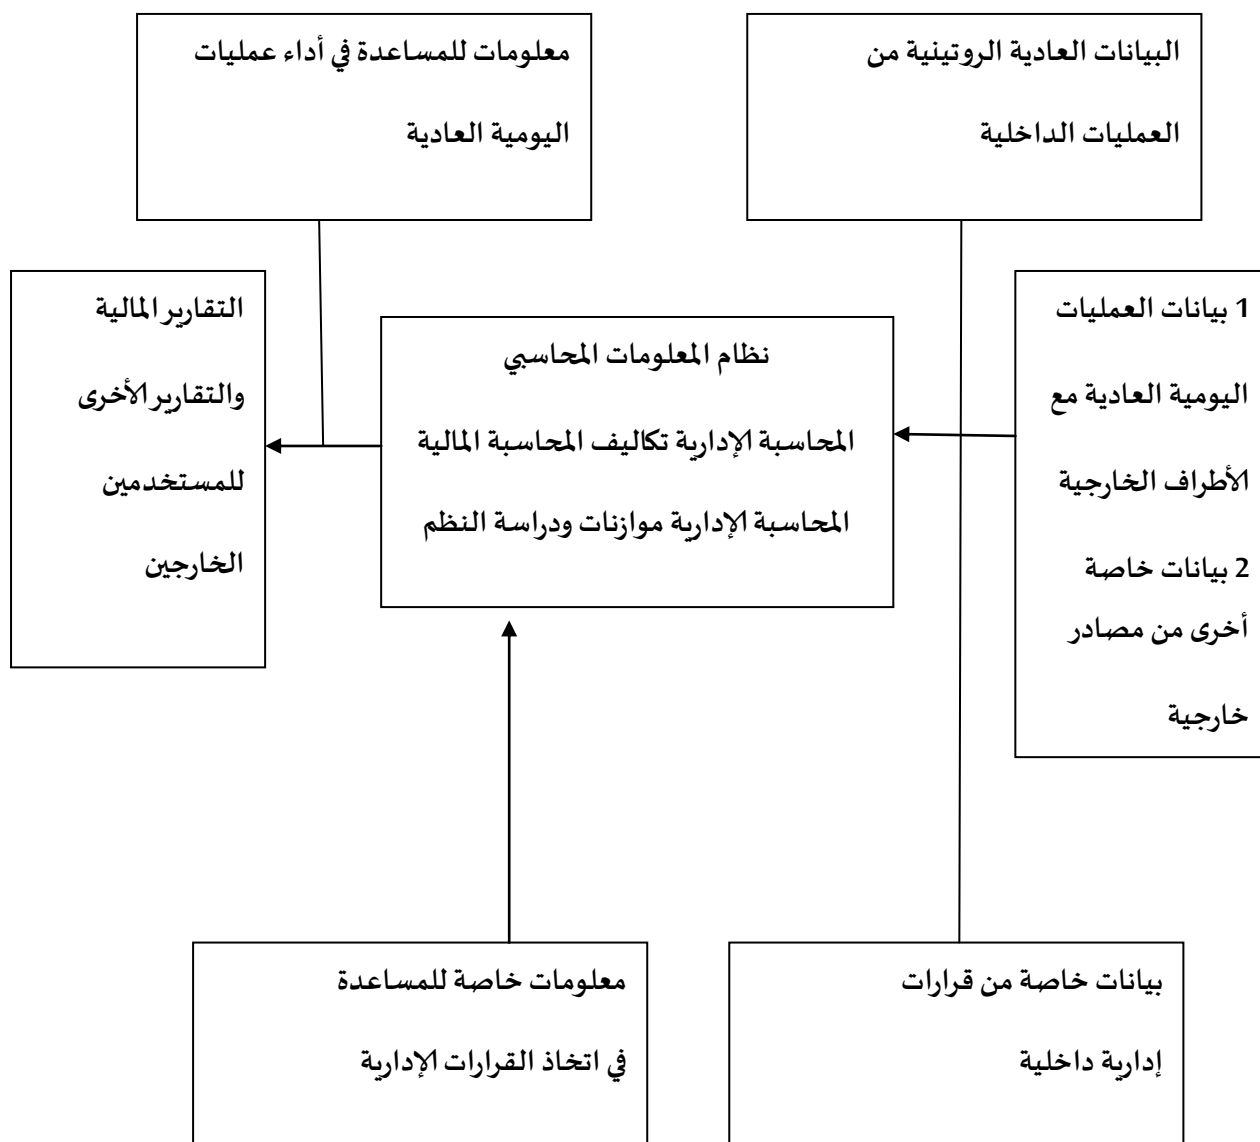 البيانات العادية الروتينية من
العمليات الداخلية
معلومات للمساعدة في أداء عمليات
اليومية العادية
1 بيانات العمليات
اليومية العادية مع
الأطراف الخارجية
2 بيانات خاصة
أخرى من مصادر
خارجية
نظام المعلومات المحاسبي
المحاسبة الإدارية تكاليف المحاسبة المالية
المحاسبة الإدارية موازنات ودراسة النظم
التقارير المالية
والتقارير الأخرى
للمستخدمين
الخارجين
بيانات خاصة من قرارات
إدارية داخلية
معلومات خاصة للمساعدة
في اتخاذ القرارات الإدارية